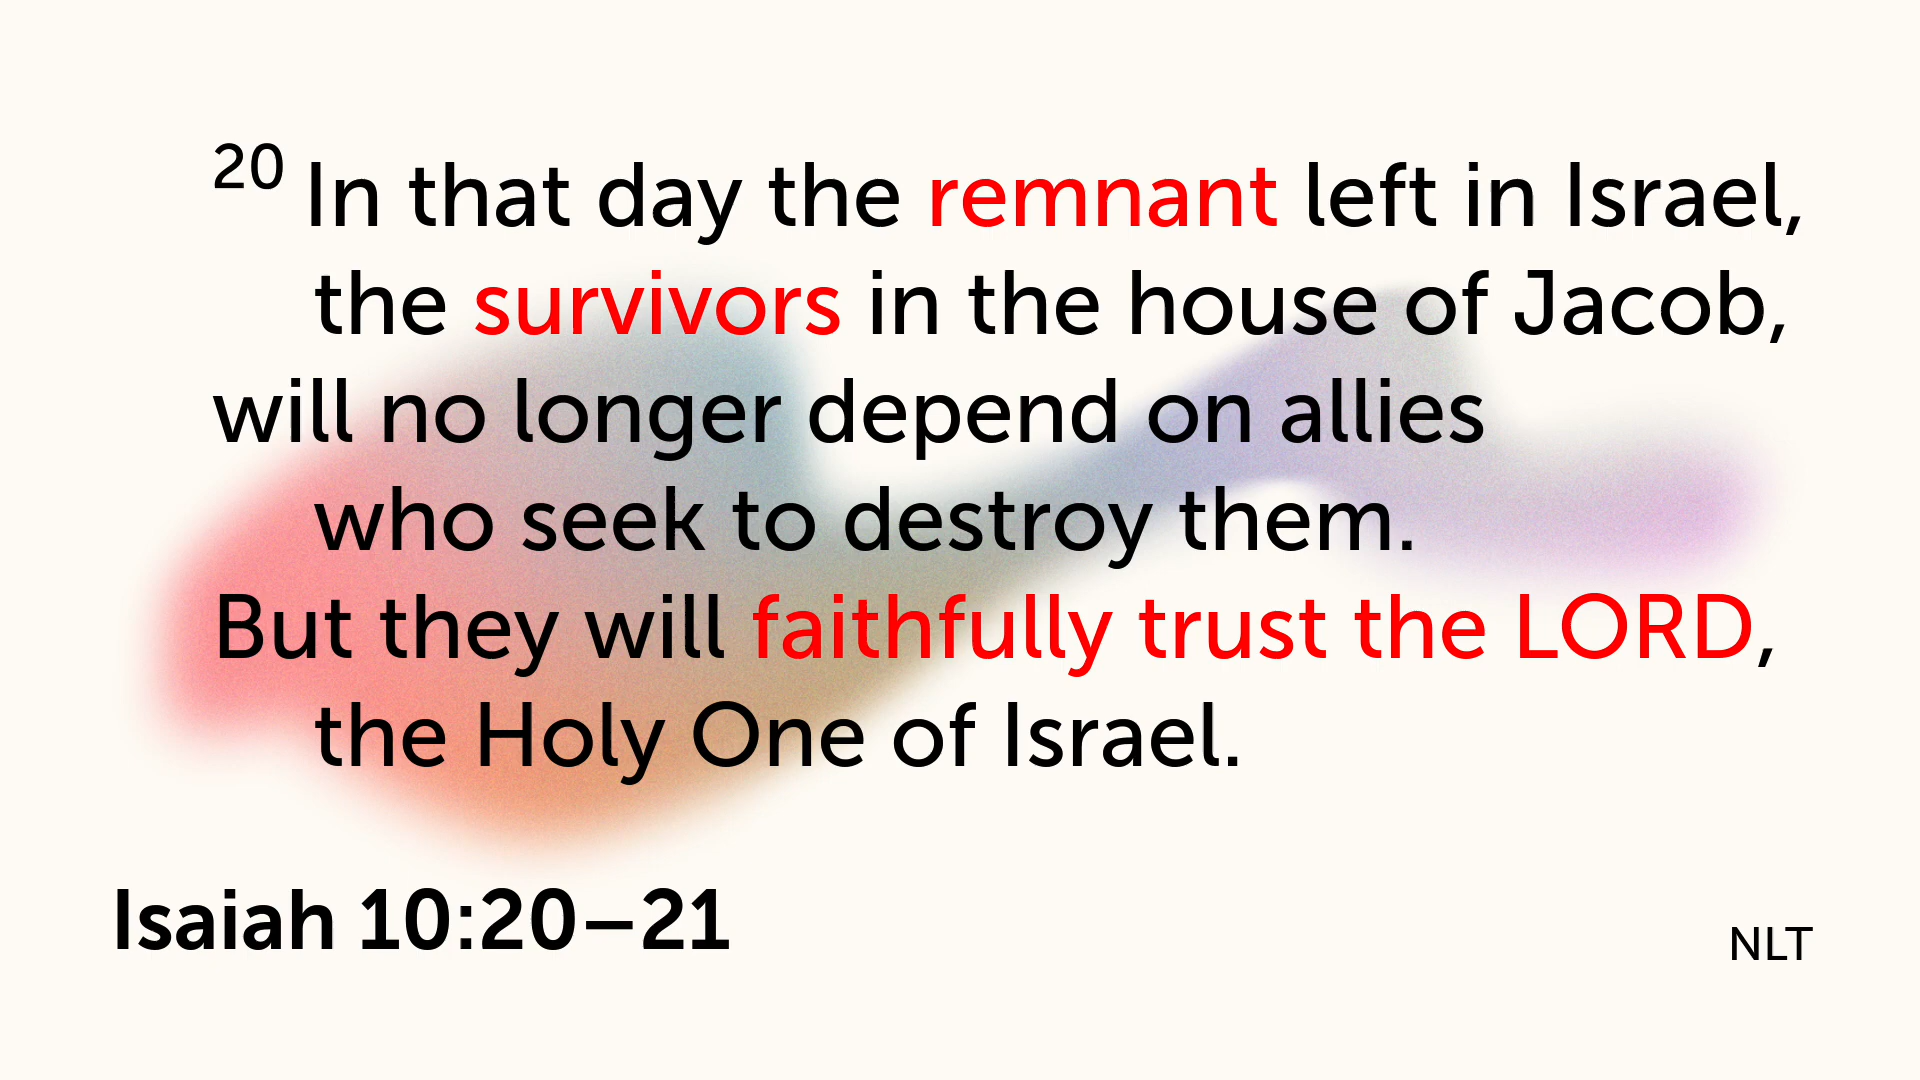 20 In that day the remnant left in Israel,
the survivors in the house of Jacob,
will no longer depend on allies
who seek to destroy them.
But they will faithfully trust the LORD,
the Holy One of Israel.
Isaiah 10:20–21
NLT